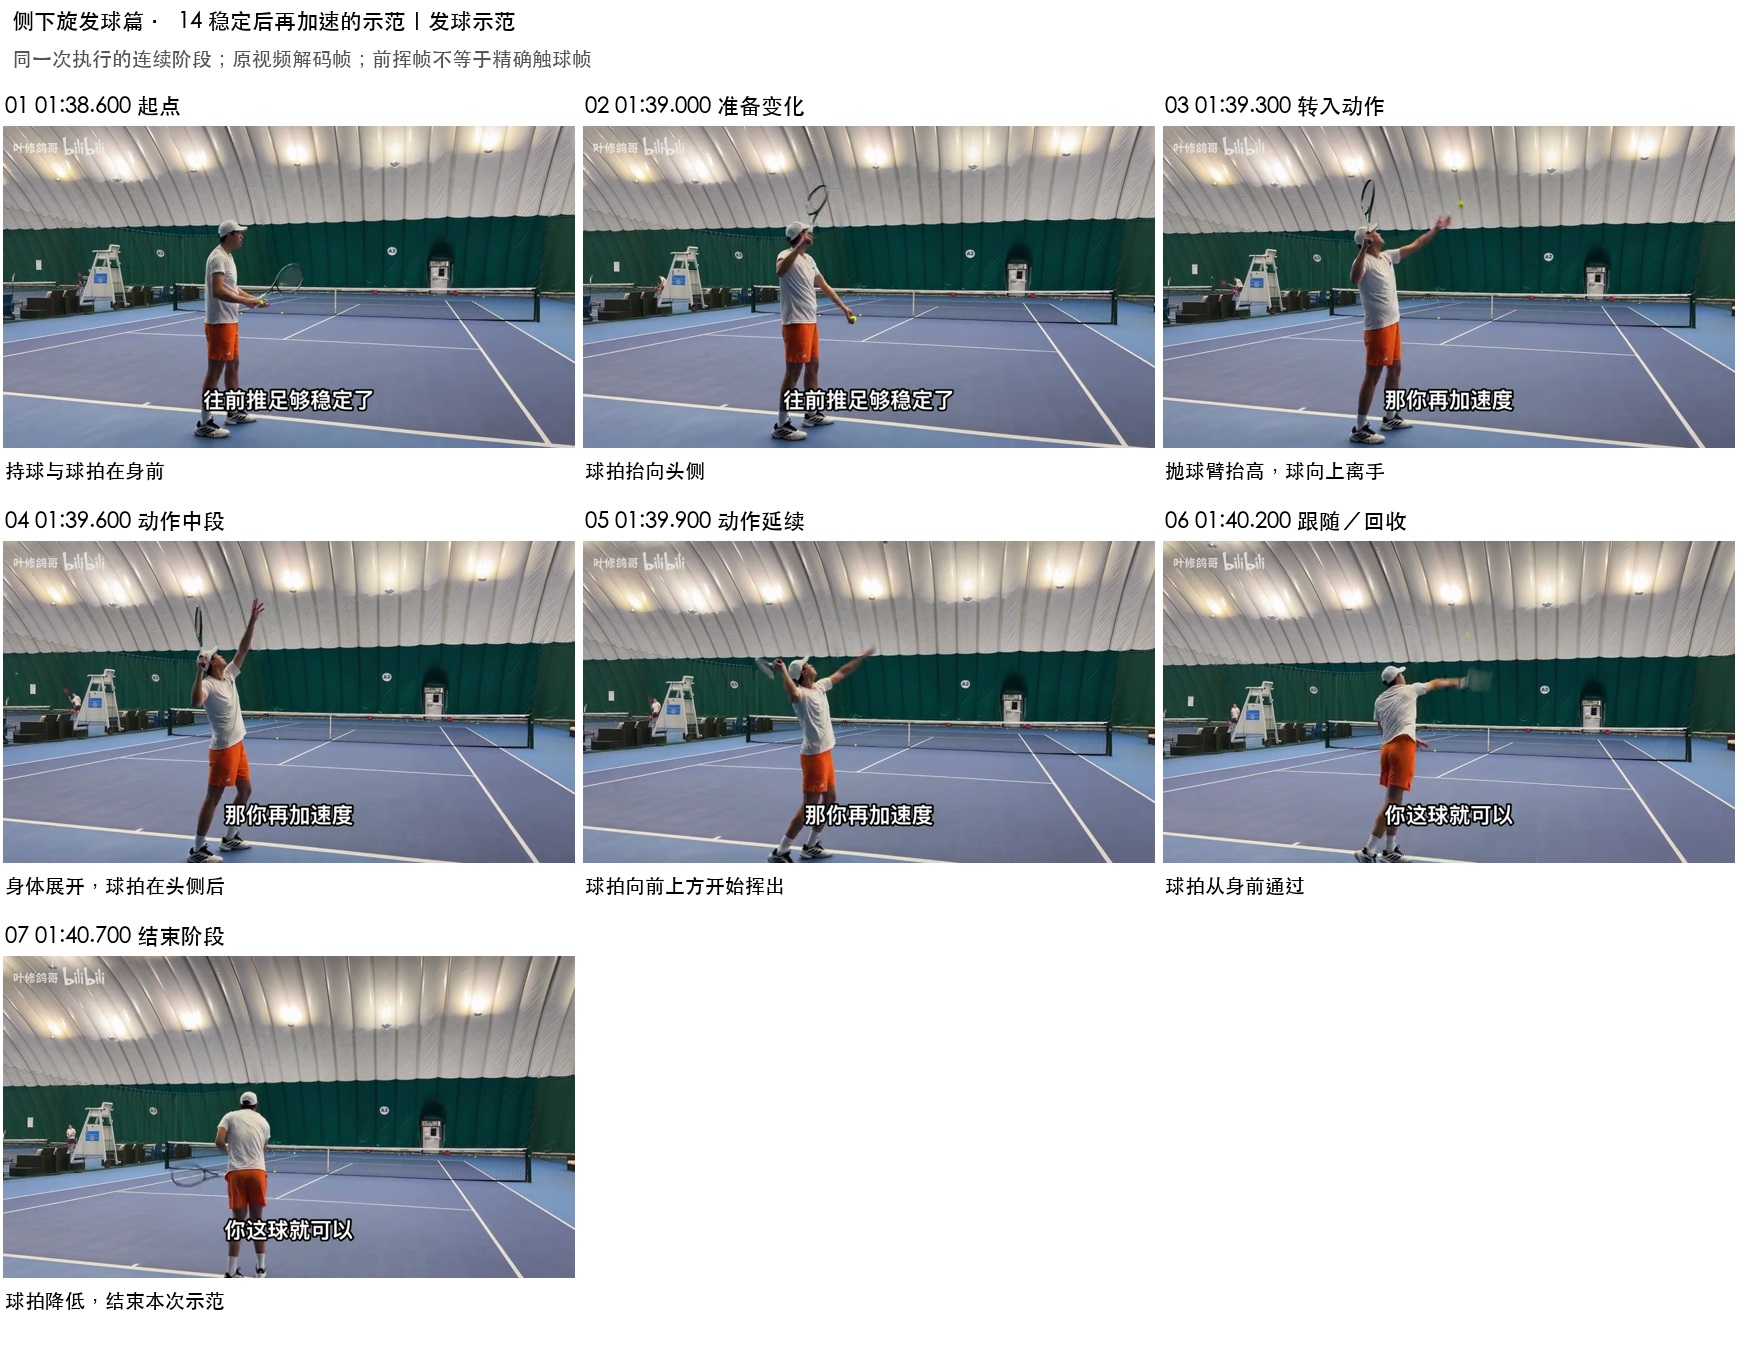 侧下旋发球篇· 14 稳定后再加速的示范丨发球示范
同一次执行的连续阶段；原视频解码帧；前挥帧不等于精确触球帧
01 01:38.600 起点
02 01:39.000 准备变化
03 01:39.300 转入动作
叶修鸽哥 bilibili
叶修鸽哥 bilibili
叶修鸽哥 bilibili
A2
A2
A2
往前推足够稳定了
往前推足够稳定了
那你再加速度
持球与球拍在身前
球拍抬向头侧
抛球臂抬高，球向上离手
04 01:39.600 动作中段
05 01:39.900 动作延续
06 01:40.200 跟随／回收
叶修鸽哥 bilibili
叶修鸽哥 bilibili
叶修鸽哥 bilibili
A2
A2
A2
那你再加速度
那你再加速度
你这球就可以
身体展开，球拍在头侧后
球拍向前上方开始挥出
球拍从身前通过
07 01:40.700 结束阶段
叶修鸽哥 bilibili
A2
你这球就可以
球拍降低，结束本次示范